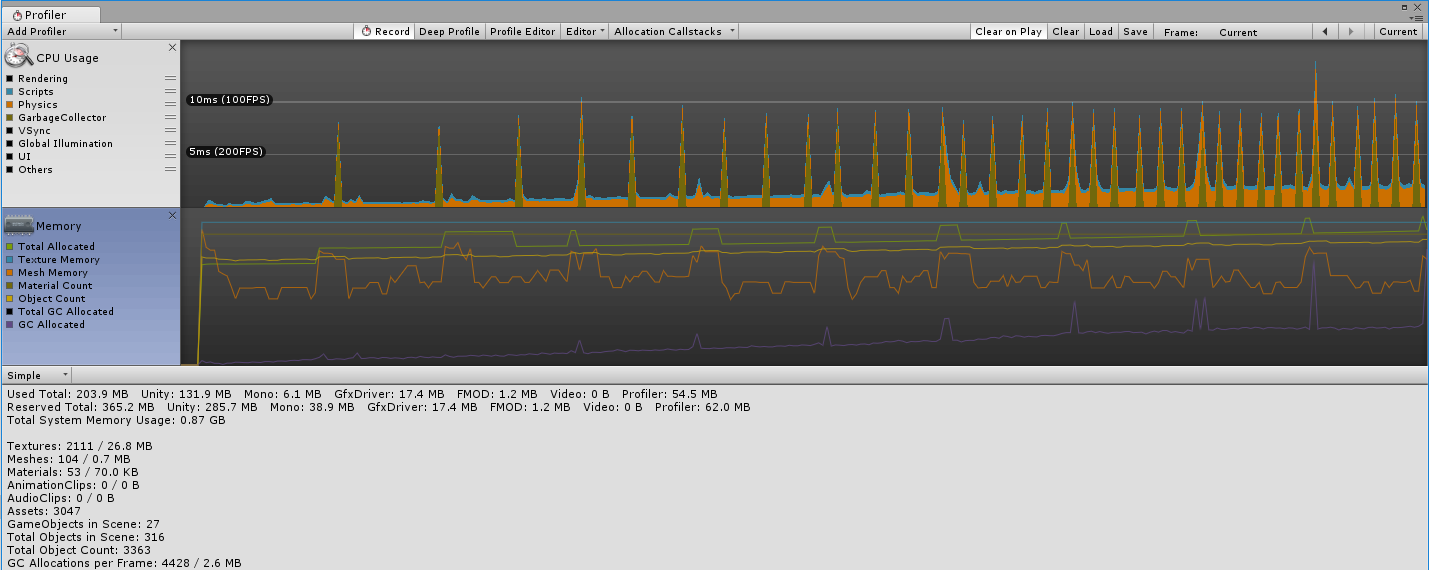 Profiler
Add Profiler Record Deep Profile Profile Editor Editor Allocation Callstacks Clear on Play Clear Load Save Frame: Current Current
CPU Usage
Rendering
Scripts
Physics
GarbageCollector
VSync
Global Illumination
UI
Others
10ms (100FPS)
5ms (200FPS)
Memory
Total Allocated
Texture Memory
Mesh Memory
Material Count
Object Count
Total GC Allocated
GC Allocated
Simple
Used Total: 203.9 MB Unity: 131.9 MB Mono: 6.1 MB GfxDriver: 17.4 MB FMOD: 1.2 MB Video: 0 B Profiler: 54.5 MB
Reserved Total: 365.2 MB Unity: 285.7 MB Mono: 38.9 MB GfxDriver: 17.4 MB FMOD: 1.2 MB Video: 0 B Profiler: 62.0 MB
Total System Memory Usage: 0.87 GB
Textures: 2111 / 26.8 MB
Meshes: 104 / 0.7 MB
Materials: 53 / 70.0 KB
AnimationClips: 0 / 0 B
AudioClips: 0 / 0 B
Assets: 3047
GameObjects in Scene: 27
Total Objects in Scene: 316
Total Object Count: 3363
GC Allocations per Frame: 4428 / 2.6 MB